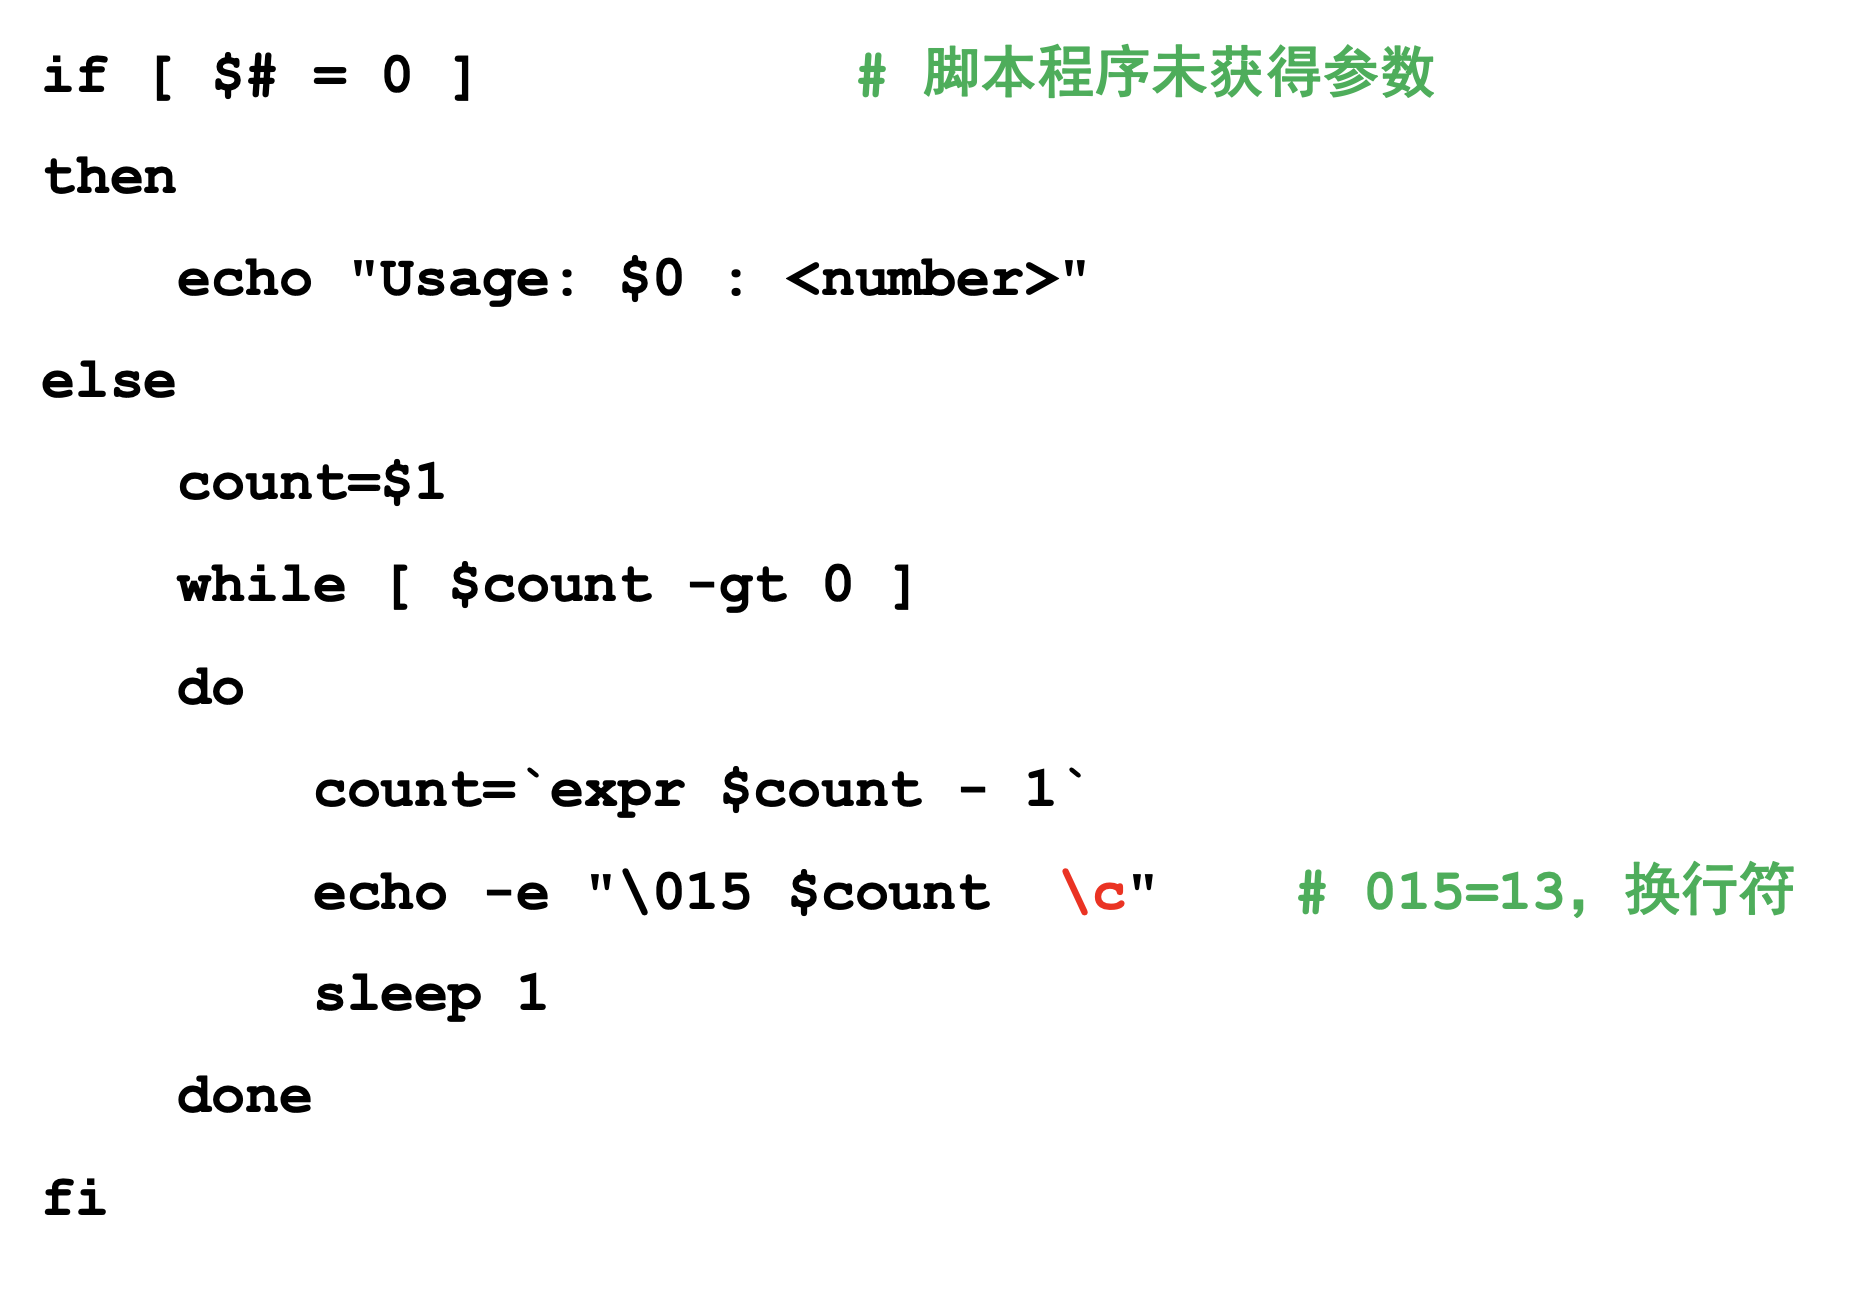 if [ $# = 0 ]           # 脚本程序未获得参数
then
    echo "Usage: $0 : <number>"
else
    count=$1
    while [ $count -gt 0 ]
    do
        count=`expr $count - 1`
        echo -e "\015 $count  \c"    # 015=13，换行符
        sleep 1
    done
fi